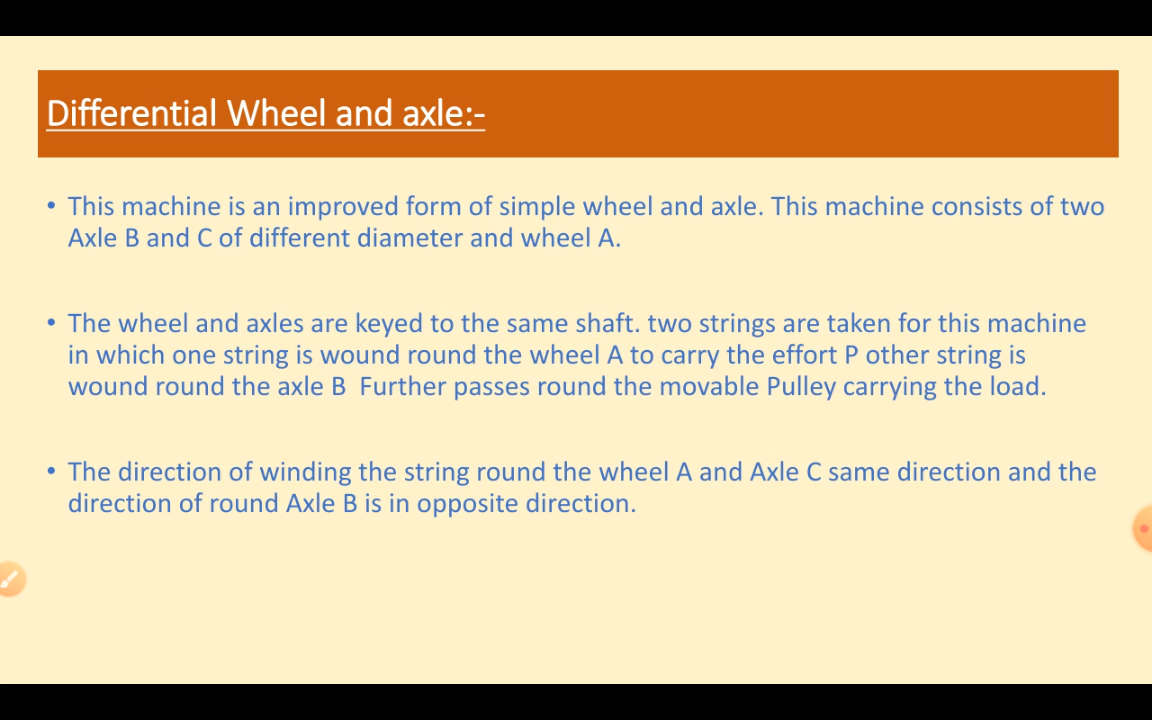 Differential Wheel and axle:-
• This machine is an improved form of simple wheel and axle. This machine consists of two
Axle B and C of different diameter and wheel A.
• The wheel and axles are keyed to the same shaft. two strings are taken for this machine
in which one string is wound round the wheel A to carry the effort P other string is
wound round the axle B  Further passes round the movable Pulley carrying the load.
• The direction of winding the string round the wheel A and Axle C same direction and the
direction of round Axle B is in opposite direction.